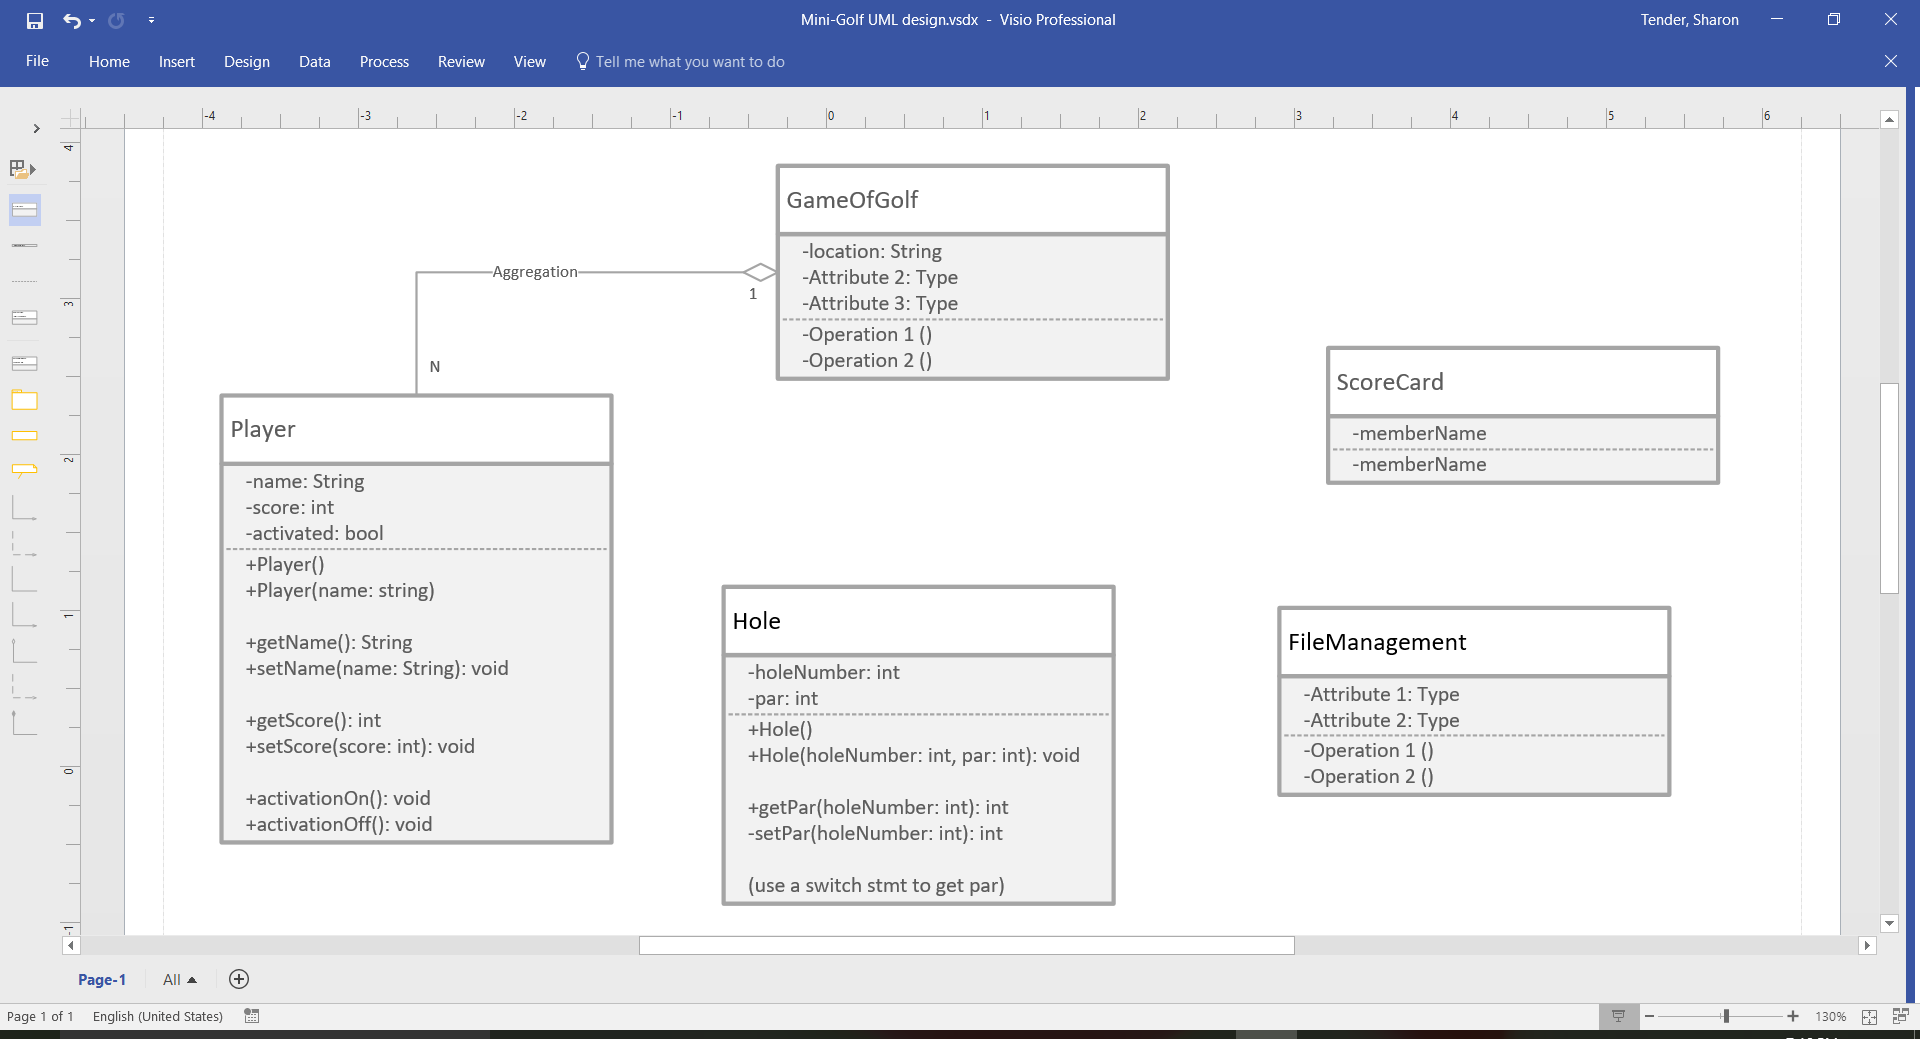 Mini-Golf UML design.vsdx - Visio Professional
Tender, Sharon
File Home Insert Design Data Process Review View Tell me what you want to do
-4 -3 -2 -1 0 1 2 3 4 5 6
4
3
2
1
0
-1
GameOfGolf
-location: String
-Attribute 2: Type
-Attribute 3: Type
-Operation 1 ()
-Operation 2 ()
Aggregation
1
N
ScoreCard
-memberName
-memberName
Player
-name: String
-score: int
-activated: bool
+Player()
+Player(name: string)
+getName(): String
+setName(name: String): void
+getScore(): int
+setScore(score: int): void
+activationOn(): void
+activationOff(): void
Hole
-holeNumber: int
-par: int
+Hole()
+Hole(holeNumber: int, par: int): void
+getPar(holeNumber: int): int
-setPar(holeNumber: int): int
(use a switch stmt to get par)
FileManagement
-Attribute 1: Type
-Attribute 2: Type
-Operation 1 ()
-Operation 2 ()
Page-1 All
Page 1 of 1 English (United States)
130%